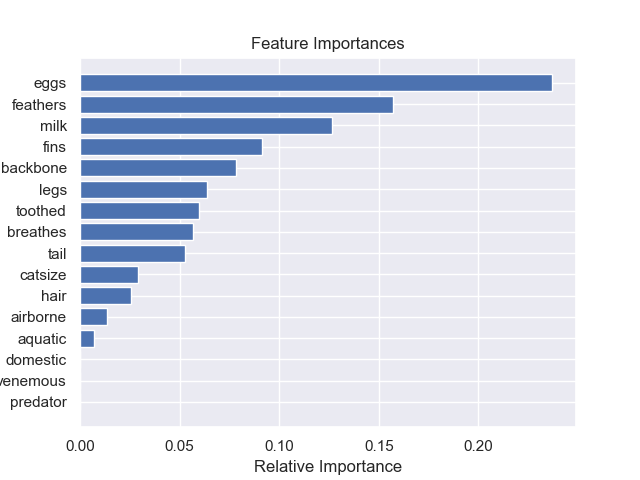 Feature Importances
eggs
feathers
milk
fins
backbone
legs
toothed
breathes
tail
catsize
hair
airborne
aquatic
domestic
venemous
predator
0.00 0.05 0.10 0.15 0.20
Relative Importance